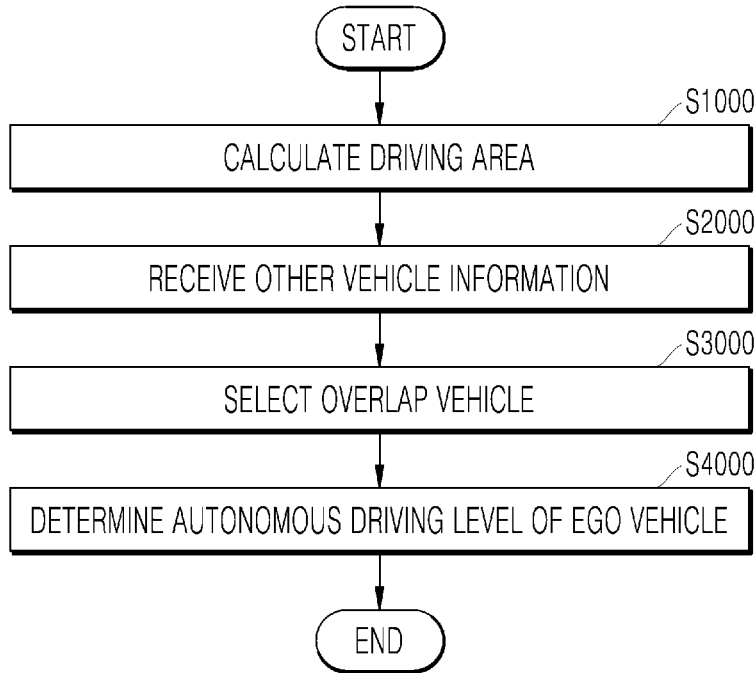 START
S1000
CALCULATE DRIVING AREA
S2000
RECEIVE OTHER VEHICLE INFORMATION
S3000
SELECT OVERLAP VEHICLE
S4000
DETERMINE AUTONOMOUS DRIVING LEVEL OF EGO VEHICLE
END